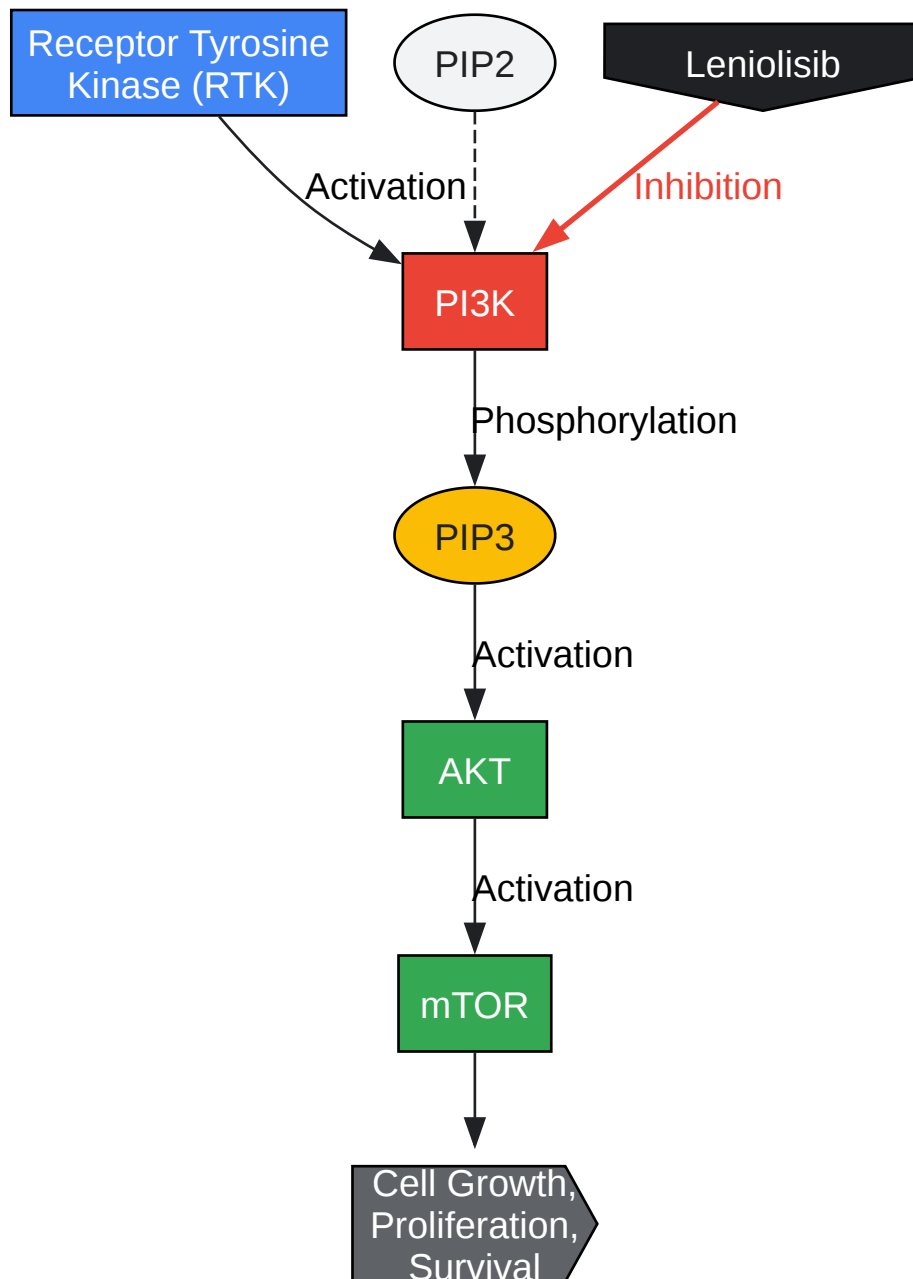 Receptor Tyrosine
Kinase (RTK)
PIP2
Leniolisib
Activation
Inhibition
PI3K
Phosphorylation
PIP3
Activation
AKT
Activation
mTOR
Cell Growth,
Proliferation,
Survival